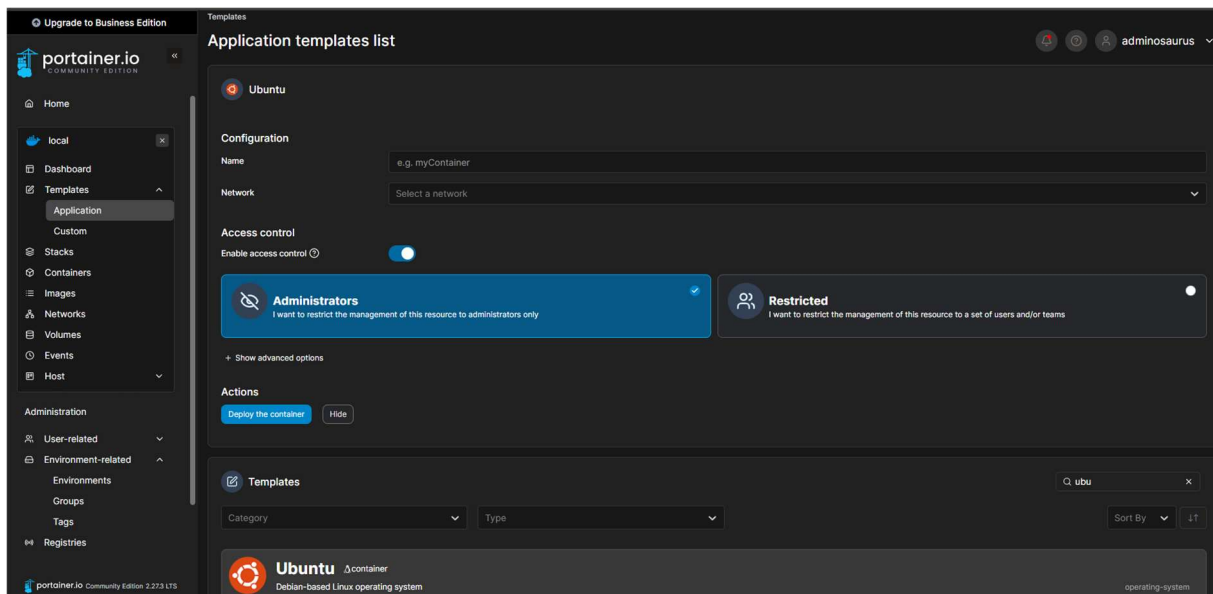 Upgrade to Business Edition
portainer.io
COMMUNITY EDITION
Home
local
Dashboard
Templates
Application
Custom
Stacks
Containers
Images
Networks
Volumes
Events
Host
Administration
User-related
Environment-related
Environments
Groups
Tags
Registries
portainer.io Community Edition 2.27.3 LTS
Templates
Application templates list
adminosaurus
Ubuntu
Configuration
Name
e.g. myContainer
Network
Select a network
Access control
Enable access control
Administrators
I want to restrict the management of this resource to administrators only
Restricted
I want to restrict the management of this resource to a set of users and/or teams
+ Show advanced options
Actions
Deploy the container
Hide
Templates
ubu
Category
Type
Sort By
Ubuntu container
Debian-based Linux operating system
operating-system